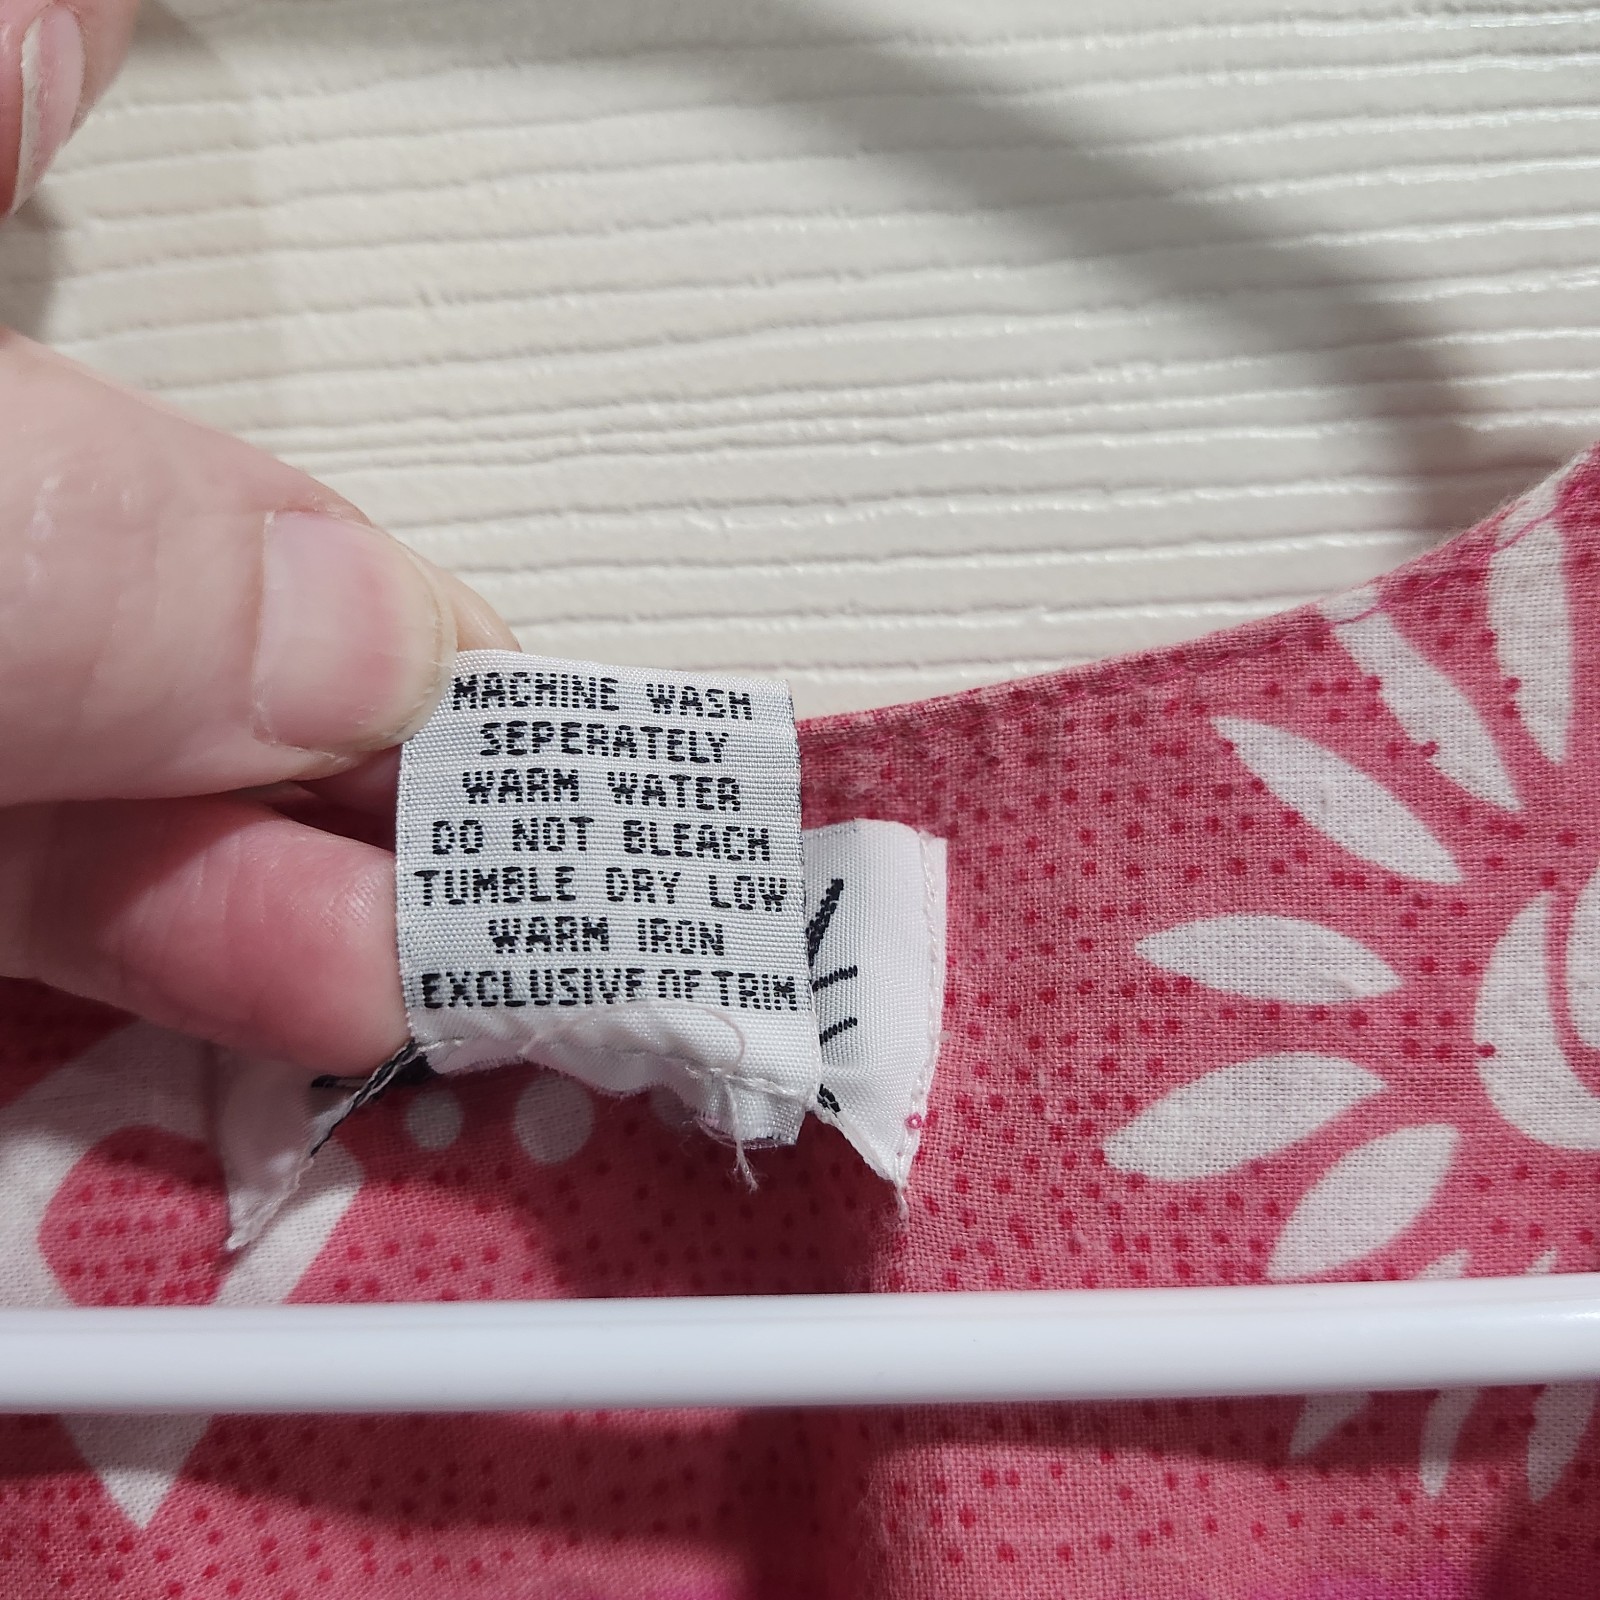 MACHINE WASH
SEPERATELY
WARM WATER
DO NOT BLEACH
TUMBLE DRY LOW
WARM IRON
EXCLUSIVE OF TRIM